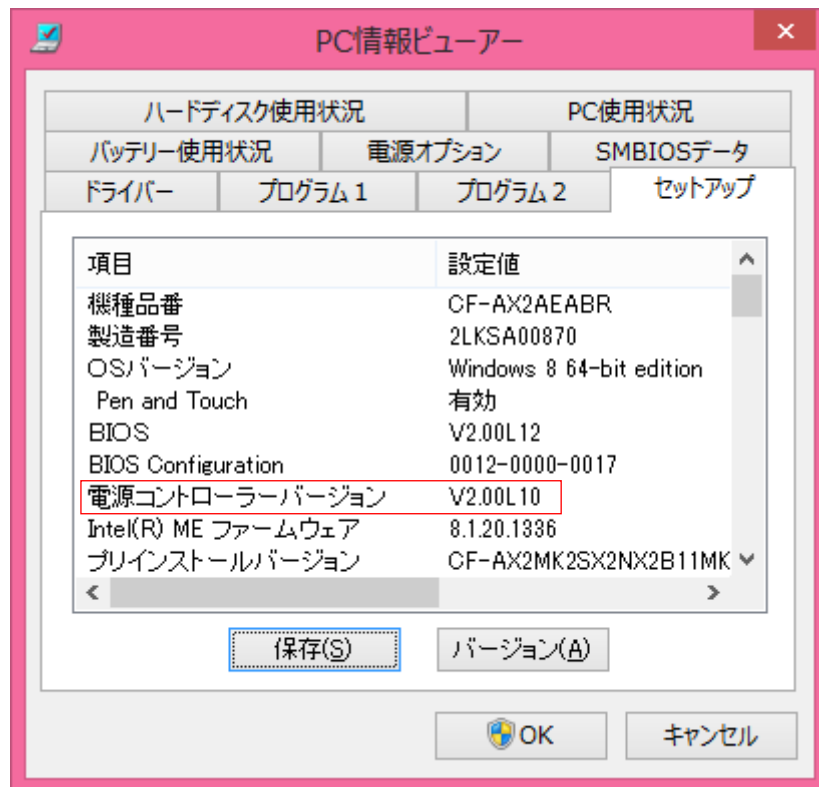 PC情報ビューアー
ハードディスク使用状況 PC使用状況
バッテリー使用状況 電源オプション SMBIOSデータ
ドライバー プログラム 1 プログラム 2 セットアップ
項目 設定値
機種品番 CF-AX2AEABR
製造番号 2LKSA00870
OSバージョン Windows 8 64-bit edition
Pen and Touch 有効
BIOS V2.00L12
BIOS Configuration 0012-0000-0017
電源コントローラーバージョン V2.00L10
Intel(R) ME ファームウェア 8.1.20.1336
プリインストールバージョン CF-AX2MK2SX2NX2B11MK
保存(S) バージョン(A)
OK キャンセル